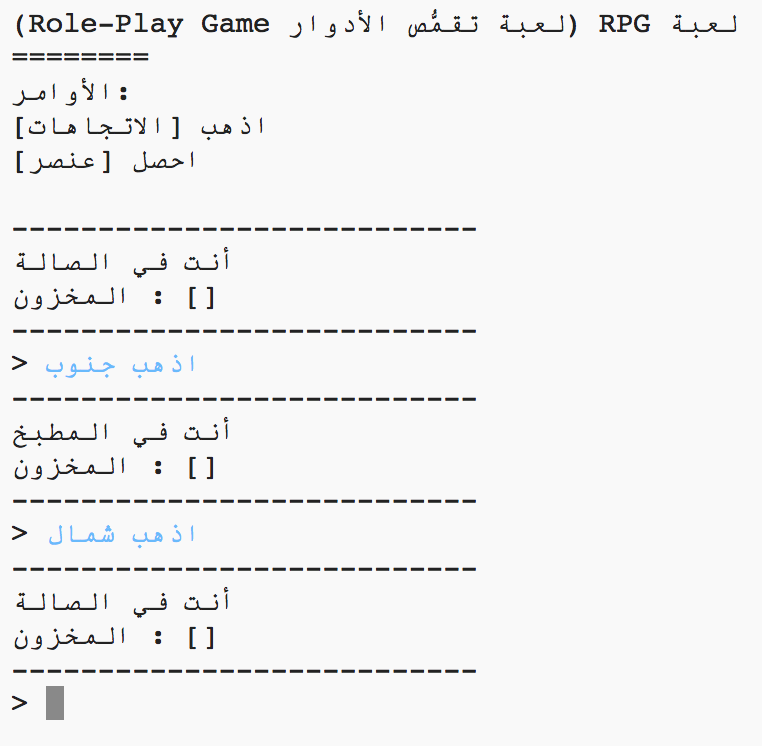 لعبة RPG (لعبة تقمُّص الأدوار Role-Play Game)
========
الأوامر:
اذهب [الاتجاهات]
احصل [عنصر]
---------------------------
أنت في الصالة
المخزون : []
---------------------------
> اذهب جنوب
---------------------------
أنت في المطبخ
المخزون : []
---------------------------
> اذهب شمال
---------------------------
أنت في الصالة
المخزون : []
---------------------------
>